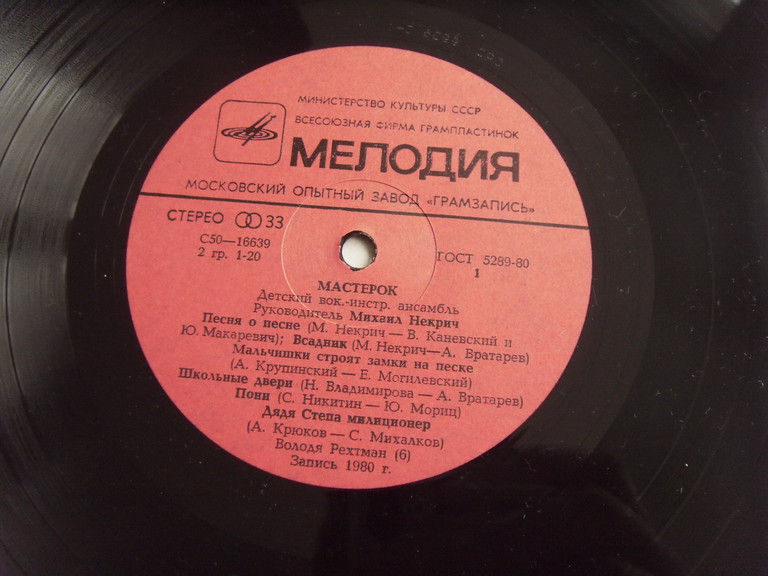 МИНИСТЕРСТВО КУЛЬТУРЫ СССР
ВСЕСОЮЗНАЯ ФИРМА ГРАМПЛАСТИНОК
МЕЛОДИЯ
МОСКОВСКИЙ ОПЫТНЫЙ ЗАВОД «ГРАМЗАПИСЬ»
СТЕРЕО 33
С50—16639
2 гр. 1-20
ГОСТ 5289-80
1
МАСТЕРОК
Детский вок.-инстр. ансамбль
Руководитель Михаил Некрич
Песня о песне (М. Некрич — В. Каневский и
Ю. Макаревич); Всадник (М. Некрич—А. Вратарев)
Мальчишки строят замки на песке
(А. Крупинский — Е. Могилевский)
Школьные двери (Н. Владимирова — А. Вратарев)
Пони (С. Никитин — Ю. Мориц)
Дядя Степа милиционер
(А. Крюков — С. Михалков)
Володя Рехтман (6)
Запись 1980 г.